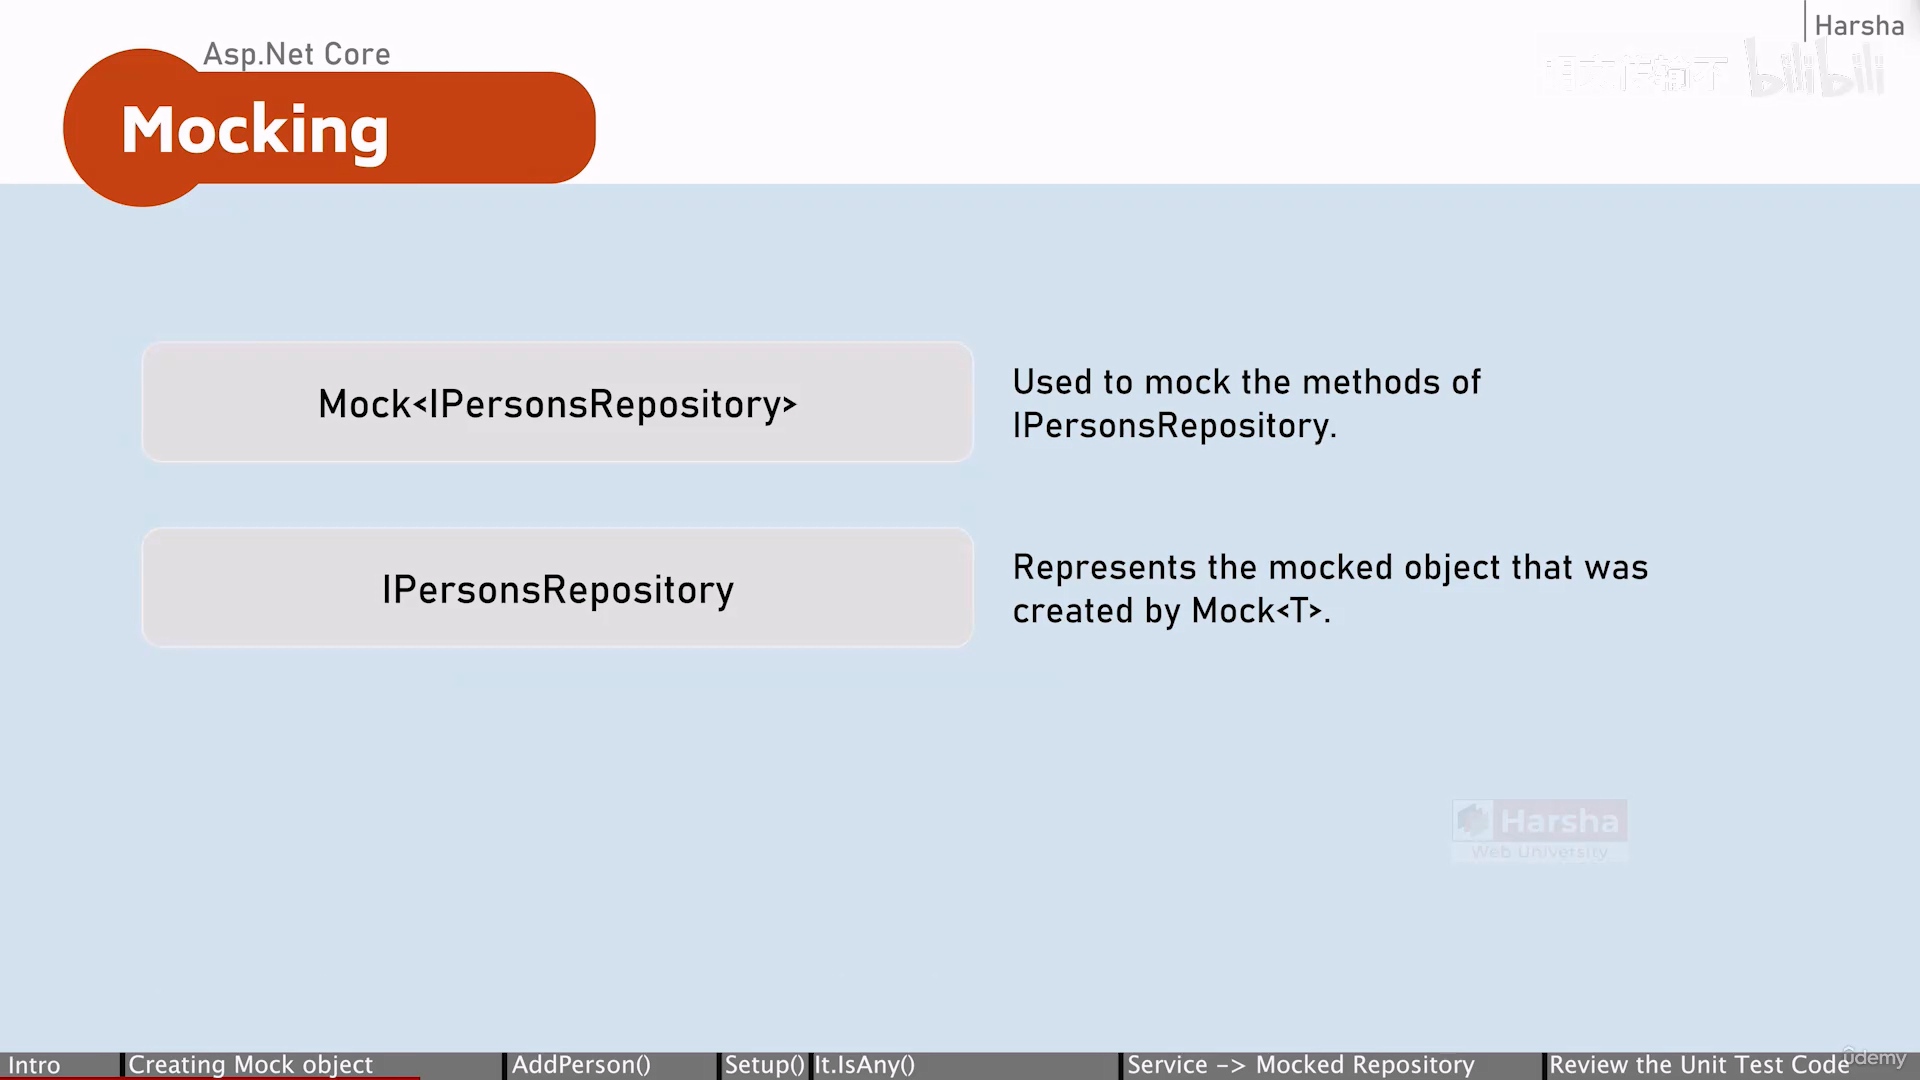 Harsha
Asp.Net Core
bilibili
Mocking
Mock<IPersonsRepository>
Used to mock the methods of
IPersonsRepository.
IPersonsRepository
Represents the mocked object that was
created by Mock<T>.
Harsha
Web University
Intro
Creating Mock object
AddPerson()
Setup()
It.IsAny()
Service -> Mocked Repository
Review the Unit Test Code
ûdemy